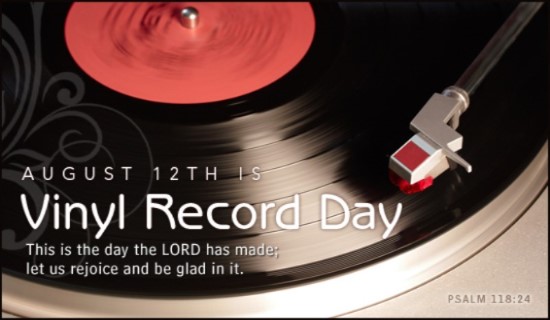 AUGUST 12TH IS
Vinyl Record Day
This is the day the LORD has made;
let us rejoice and be glad in it.
PSALM 118:24